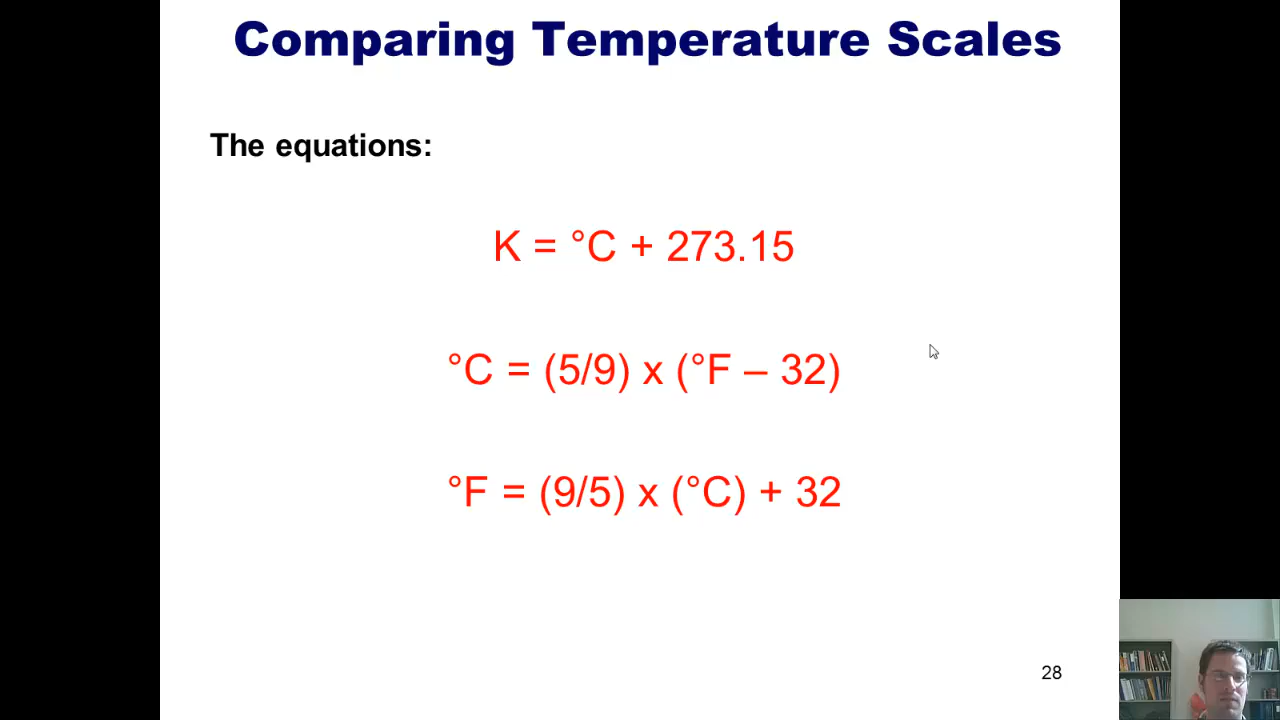 Comparing Temperature Scales
The equations:
K = °C + 273.15
°C = (5/9) x (°F – 32)
°F = (9/5) x (°C) + 32
28